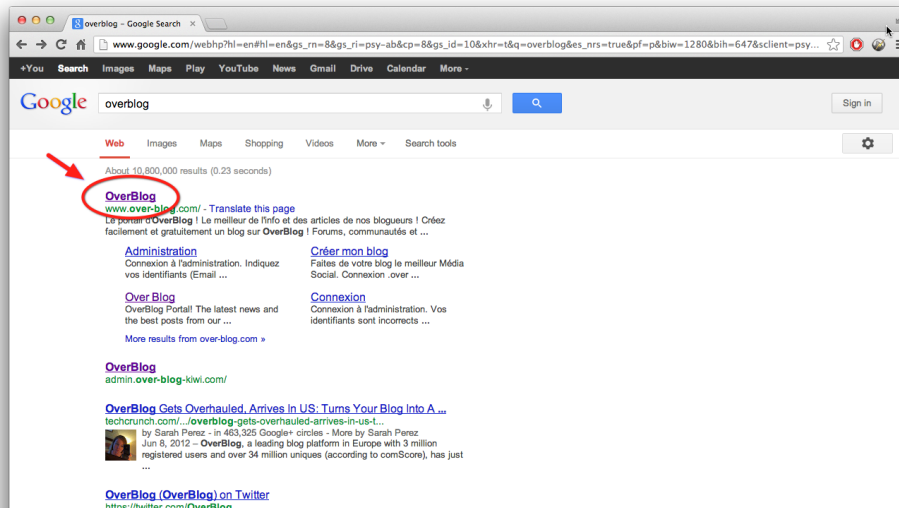 overblog - Google Search
www.google.com/webhp?hl=en#hl=en&gs_rn=8&gs_ri=psy-ab&cp=8&gs_id=10&xhr=t&q=overblog&es_nrs=true&pf=p&biw=1280&bih=647&sclient=psy...
+You Search Images Maps Play YouTube News Gmail Drive Calendar More
Google overblog Sign in
Web Images Maps Shopping Videos More Search tools
About 10,800,000 results (0.23 seconds)
OverBlog
www.over-blog.com/ - Translate this page
Le portail d'OverBlog ! Le meilleur de l'info et des articles de nos blogueurs ! Créez
facilement et gratuitement un blog sur OverBlog ! Forums, communautés et ...
Administration
Connexion à l'administration. Indiquez
vos identifiants (Email ...
Créer mon blog
Faites de votre blog le meilleur Média
Social. Connexion .over ...
Over Blog
OverBlog Portal! The latest news and
the best posts from our ...
Connexion
Connexion à l'administration. Vos
identifiants sont incorrects ...
More results from over-blog.com »
OverBlog
admin.over-blog-kiwi.com/
OverBlog Gets Overhauled, Arrives In US: Turns Your Blog Into A ...
techcrunch.com/.../overblog-gets-overhauled-arrives-in-us-t...
by Sarah Perez - in 463,325 Google+ circles - More by Sarah Perez
Jun 8, 2012 – OverBlog, a leading blog platform in Europe with 3 million
registered users and over 34 million uniques (according to comScore), has just
...
OverBlog (OverBlog) on Twitter
https://twitter.com/OverBlog